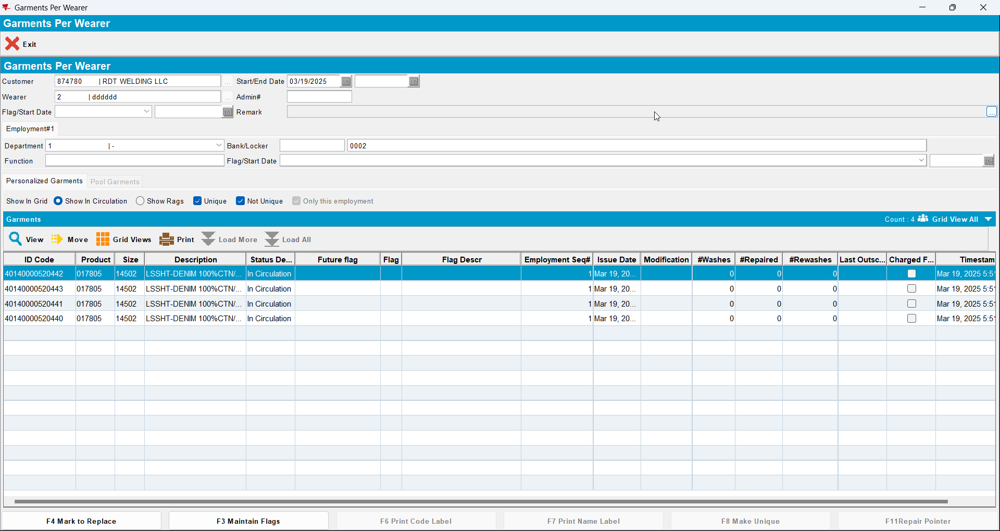 Garments Per Wearer
Garments Per Wearer
Exit
Garments Per Wearer
Customer 874780 | RDT WELDING LLC ... Start/End Date 03/19/2025 16 16
Wearer 2 | dddddd ... Admin#
Flag/Start Date 16 Remark ...
Employment#1
Department 1 | - Bank/Locker 0002
Function Flag/Start Date 16
Personalized Garments Pool Garments
Show In Grid Show In Circulation Show Rags Unique Not Unique Only this employment
Garments Count : 4 Grid View All
View Move Grid Views Print Load More Load All
ID Code Product Size Description Status De... Future flag Flag Flag Descr Employment Seq# Issue Date Modification #Washes #Repaired #Rewashes Last Outsc... Charged F... Timestam
40140000520442 017805 14502 LSSHT-DENIM 100%CTN/... In Circulation 1 Mar 19, 20... 0 0 0 Mar 19, 2025 5:51
40140000520443 017805 14502 LSSHT-DENIM 100%CTN/... In Circulation 1 Mar 19, 20... 0 0 0 Mar 19, 2025 5:51
40140000520441 017805 14502 LSSHT-DENIM 100%CTN/... In Circulation 1 Mar 19, 20... 0 0 0 Mar 19, 2025 5:51
40140000520440 017805 14502 LSSHT-DENIM 100%CTN/... In Circulation 1 Mar 19, 20... 0 0 0 Mar 19, 2025 5:51
F4 Mark to Replace F3 Maintain Flags F6 Print Code Label F7 Print Name Label F8 Make Unique F11Repair Pointer